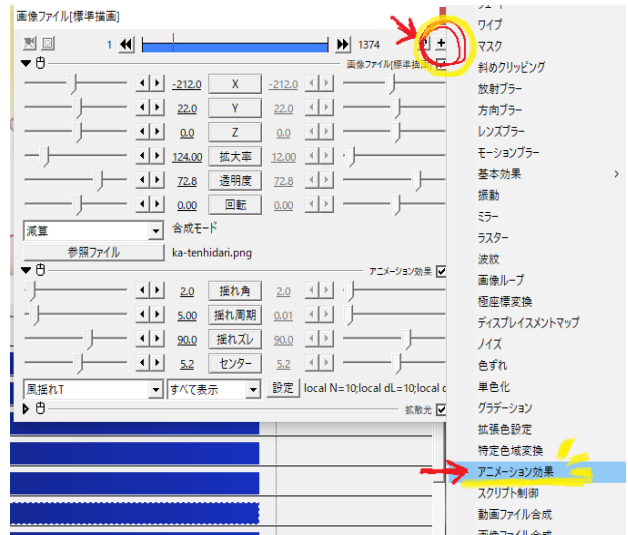 画像ファイル[標準描画]
1
1374
+
画像ファイル[標準描画]
-212.0 X -212.0
22.0 Y 22.0
0.0 Z 0.0
124.00 拡大率 12.00
72.8 透明度 72.8
0.00 回転 0.00
減算 合成モード
参照ファイル ka-tenhidari.png
アニメーション効果
2.0 揺れ角 2.0
5.00 揺れ周期 0.01
90.0 揺れズレ 90.0
5.2 センター 5.2
風揺れT すべて表示 設定 local N=10;local dL=10;local c
拡散光
ワイプ
マスク
斜めクリッピング
放射ブラー
方向ブラー
レンズブラー
モーションブラー
基本効果 >
振動
ミラー
ラスター
波紋
画像ループ
極座標変換
ディスプレイスメントマップ
ノイズ
色ずれ
単色化
グラデーション
拡張色設定
特定色域変換
アニメーション効果
スクリプト制御
動画ファイル合成
画像ファイル合成